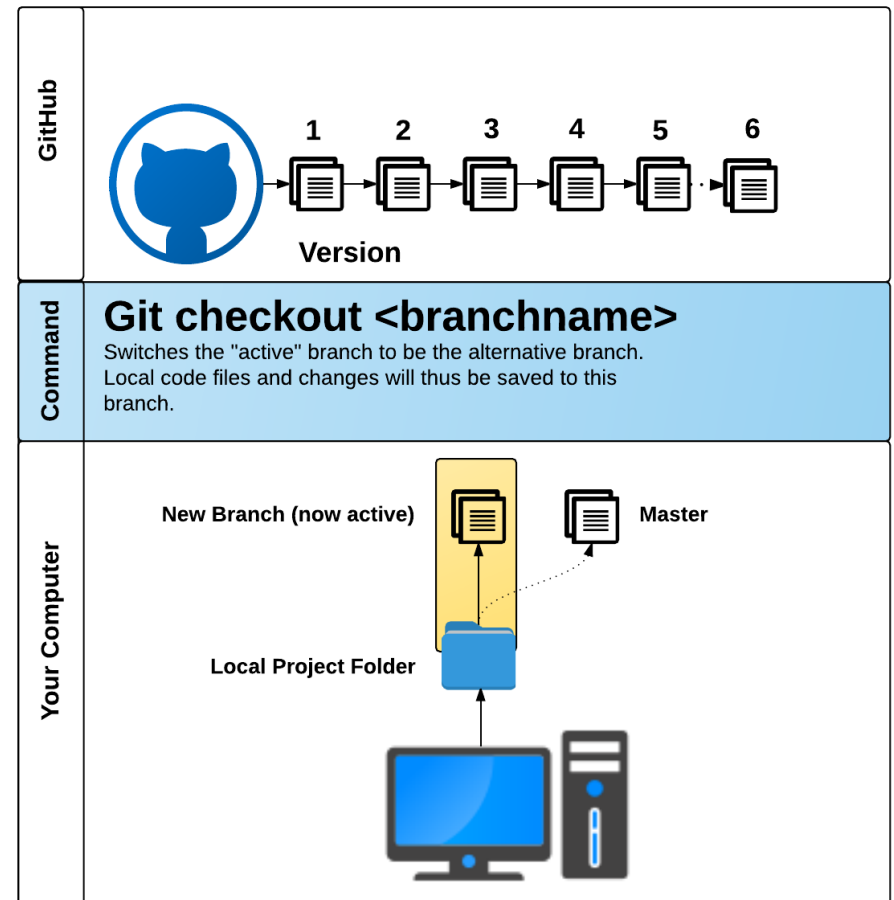 GitHub
1 2 3 4 5 6
Version
Command
Git checkout <branchname>
Switches the "active" branch to be the alternative branch.
Local code files and changes will thus be saved to this
branch.
Your Computer
New Branch (now active)
Master
Local Project Folder